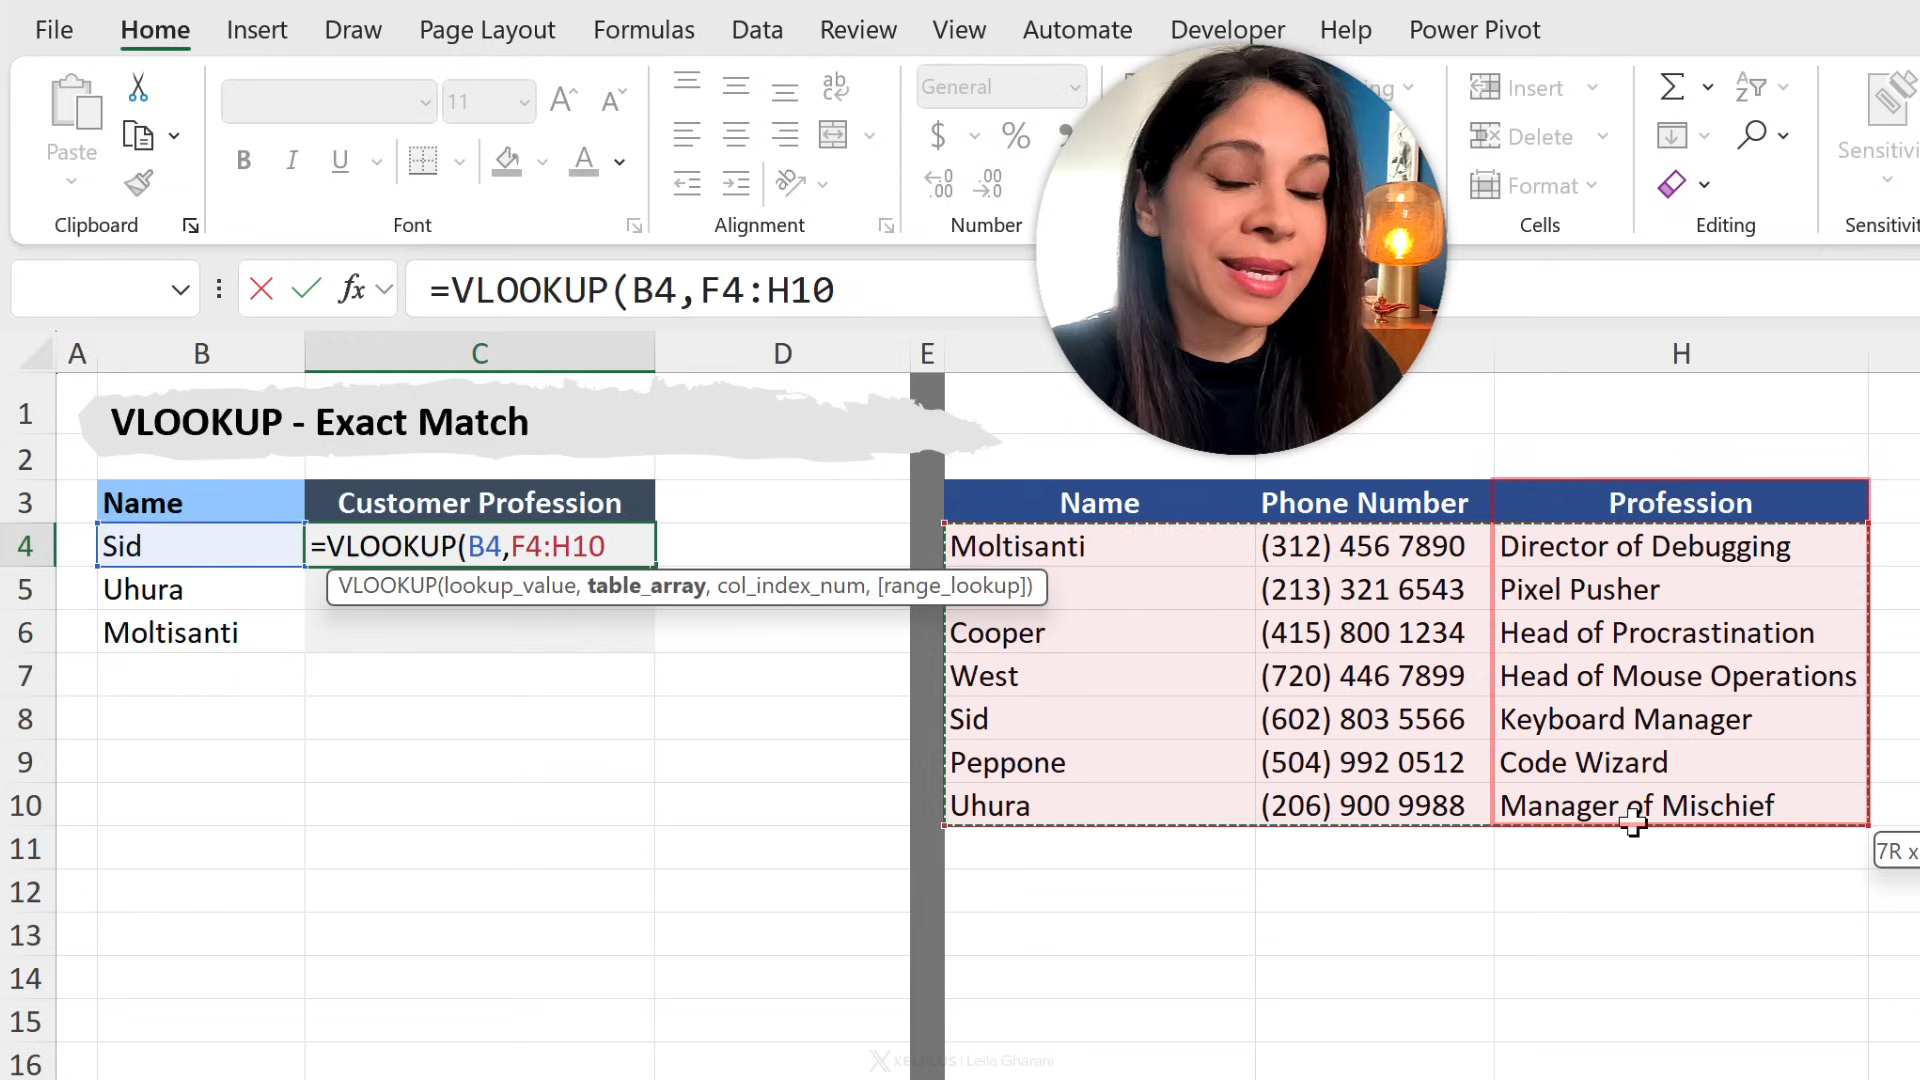 File Home Insert Draw Page Layout Formulas Data Review View Automate Developer Help Power Pivot
Paste
11
General
Insert
Delete
Format
Clipboard Font Alignment Number Cells Editing
=VLOOKUP(B4,F4:H10
A B C D E H
1 VLOOKUP - Exact Match
2
3 Name Customer Profession Name Phone Number Profession
4 Sid =VLOOKUP(B4,F4:H10 Moltisanti (312) 456 7890 Director of Debugging
VLOOKUP(lookup_value, table_array, col_index_num, [range_lookup])
5 Uhura (213) 321 6543 Pixel Pusher
6 Moltisanti Cooper (415) 800 1234 Head of Procrastination
7 West (720) 446 7899 Head of Mouse Operations
8 Sid (602) 803 5566 Keyboard Manager
9 Peppone (504) 992 0512 Code Wizard
10 Uhura (206) 900 9988 Manager of Mischief
7R x
11
12
13
14
15
16
XELPLUS | Leila Gharani